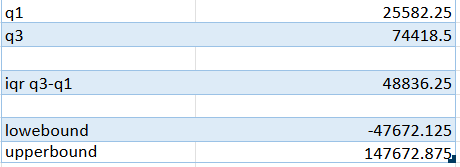 q1 25582.25
q3 74418.5
iqr q3-q1 48836.25
lowebound -47672.125
upperbound 147672.875